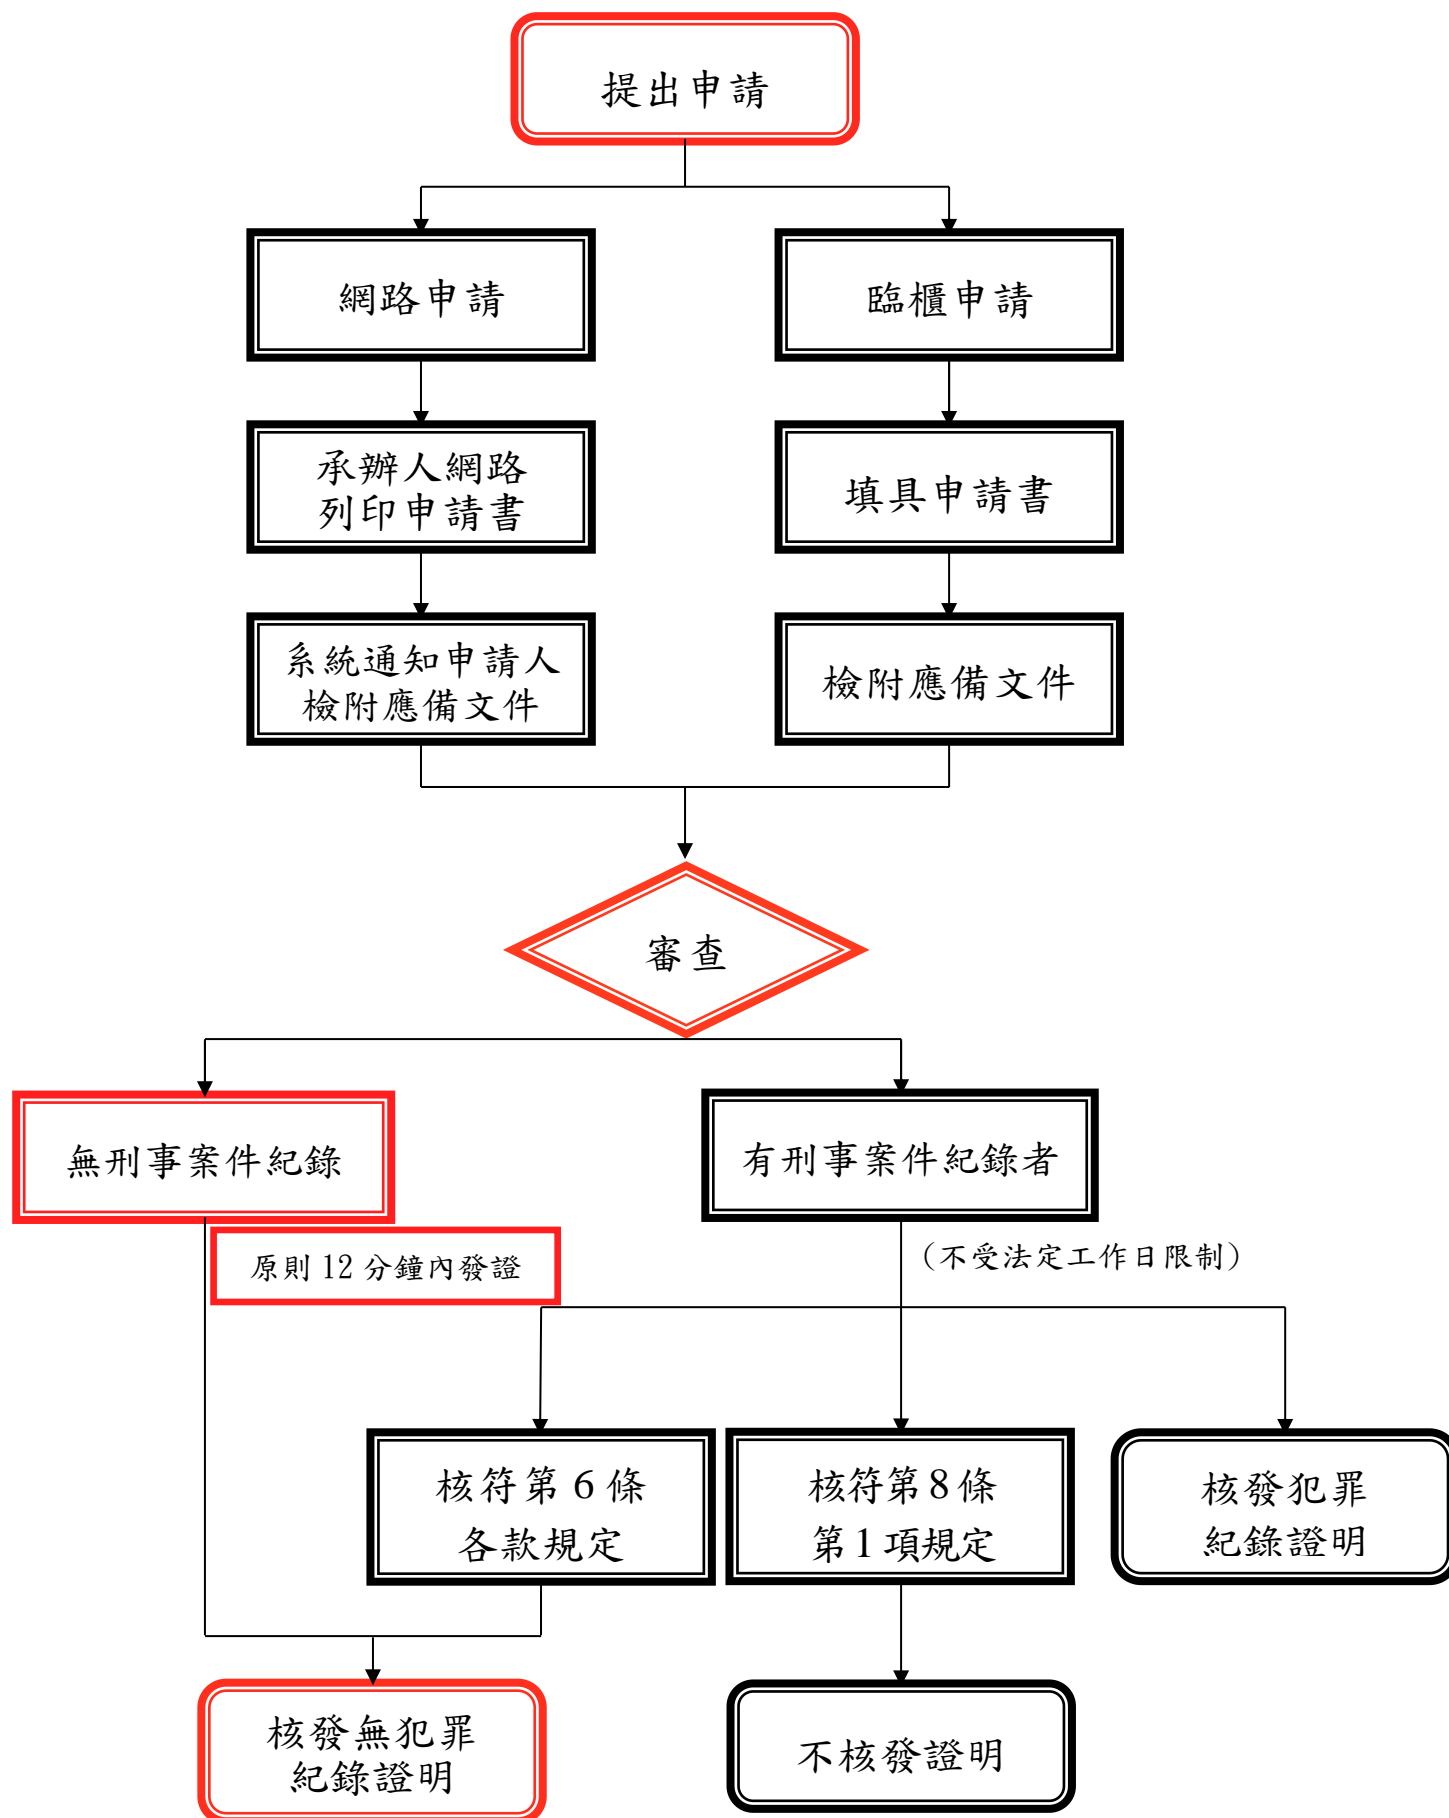 提出申請
網路申請
臨櫃申請
承辦人網路
列印申請書
填具申請書
系統通知申請人
檢附應備文件
檢附應備文件
審查
無刑事案件紀錄
有刑事案件紀錄者
原則12分鐘內發證
（不受法定工作日限制）
核符第6條
各款規定
核符第8條
第1項規定
核發犯罪
紀錄證明
核發無犯罪
紀錄證明
不核發證明